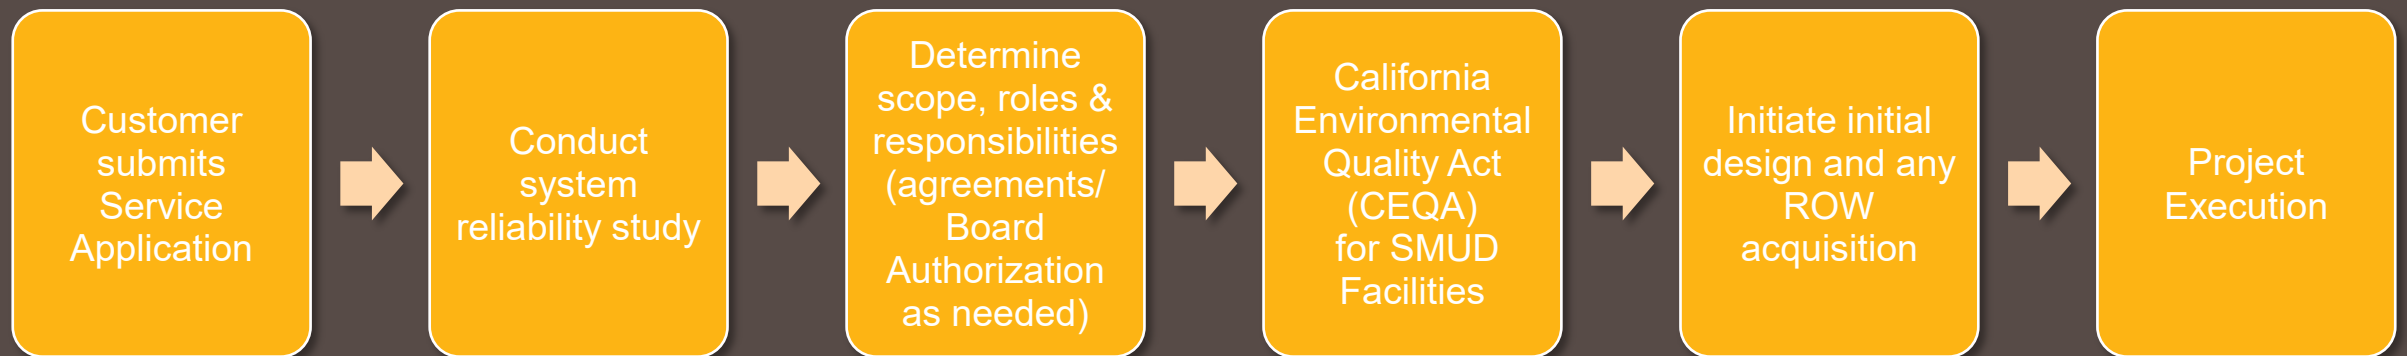 Customer
submits
Service
Application
Conduct
system
reliability study
Determine
scope, roles &
responsibilities
(agreements/
Board
Authorization
as needed)
California
Environmental
Quality Act
(CEQA)
for SMUD
Facilities
Initiate initial
design and any
ROW
acquisition
Project
Execution